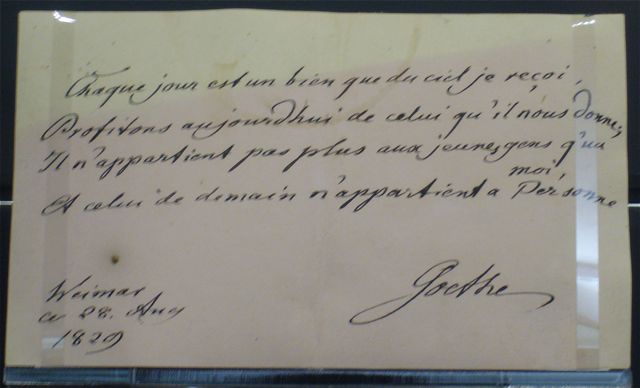 Chaque jour est un bien que du ciel je reçoi,
Profitons aujourdhui de celui qu'il nous donne,
Il n'appartient pas plus aux jeunes gens qu'au
moi,
Et celui de demain n'appartient a Personne
Weimar
ce 28. Aug
1829
Goethe